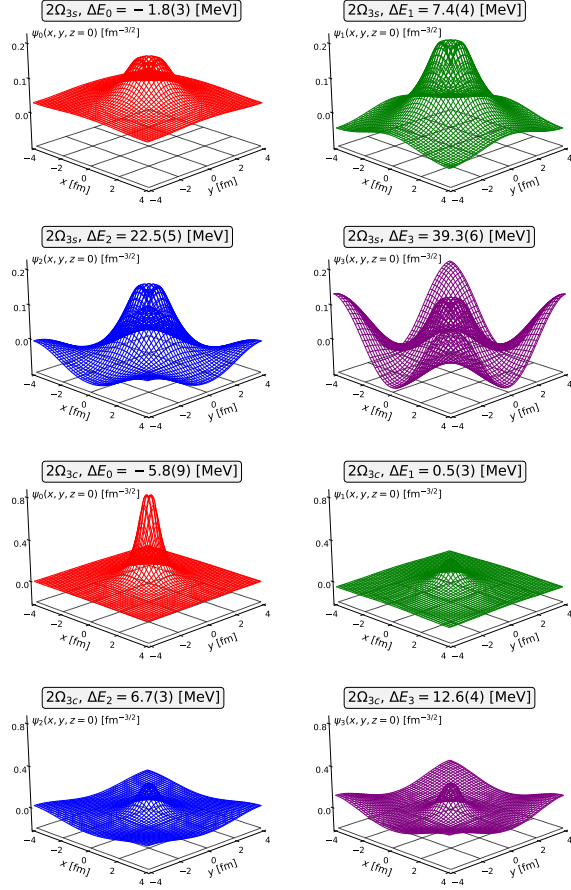 2Ω₃ₛ, ΔE₀ = −1.8(3) [MeV]
ψ₀(x, y, z = 0) [fm⁻³ᐟ²]
0.2
0.1
0.0
−4 −2 0 2 4
x [fm]
−4 −2 0 2 4
y [fm]
2Ω₃ₛ, ΔE₁ = 7.4(4) [MeV]
ψ₁(x, y, z = 0) [fm⁻³ᐟ²]
0.2
0.1
0.0
−4 −2 0 2 4
x [fm]
−4 −2 0 2 4
y [fm]
2Ω₃ₛ, ΔE₂ = 22.5(5) [MeV]
ψ₂(x, y, z = 0) [fm⁻³ᐟ²]
0.2
0.1
0.0
−4 −2 0 2 4
x [fm]
−4 −2 0 2 4
y [fm]
2Ω₃ₛ, ΔE₃ = 39.3(6) [MeV]
ψ₃(x, y, z = 0) [fm⁻³ᐟ²]
0.2
0.1
0.0
−4 −2 0 2 4
x [fm]
−4 −2 0 2 4
y [fm]
2Ω₃c, ΔE₀ = −5.8(9) [MeV]
ψ₀(x, y, z = 0) [fm⁻³ᐟ²]
0.8
0.4
0.0
−4 −2 0 2 4
x [fm]
−4 −2 0 2 4
y [fm]
2Ω₃c, ΔE₁ = 0.5(3) [MeV]
ψ₁(x, y, z = 0) [fm⁻³ᐟ²]
0.8
0.4
0.0
−4 −2 0 2 4
x [fm]
−4 −2 0 2 4
y [fm]
2Ω₃c, ΔE₂ = 6.7(3) [MeV]
ψ₂(x, y, z = 0) [fm⁻³ᐟ²]
0.8
0.4
0.0
−4 −2 0 2 4
x [fm]
−4 −2 0 2 4
y [fm]
2Ω₃c, ΔE₃ = 12.6(4) [MeV]
ψ₃(x, y, z = 0) [fm⁻³ᐟ²]
0.8
0.4
0.0
−4 −2 0 2 4
x [fm]
−4 −2 0 2 4
y [fm]